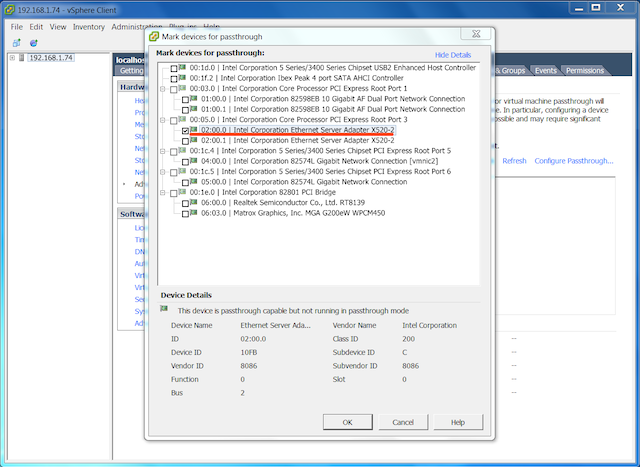 192.168.1.74 - vSphere Client
File Edit View Inventory Administration Plug-ins Help
192.168.1.74
Mark devices for passthrough
Mark devices for passthrough:
Hide Details
00:1d.0 | Intel Corporation 5 Series/3400 Series Chipset USB2 Enhanced Host Controller
00:1f.2 | Intel Corporation Ibex Peak 4 port SATA AHCI Controller
00:03.0 | Intel Corporation Core Processor PCI Express Root Port 1
01:00.0 | Intel Corporation 82598EB 10 Gigabit AF Dual Port Network Connection
01:00.1 | Intel Corporation 82598EB 10 Gigabit AF Dual Port Network Connection
00:05.0 | Intel Corporation Core Processor PCI Express Root Port 3
02:00.0 | Intel Corporation Ethernet Server Adapter X520-2
02:00.1 | Intel Corporation Ethernet Server Adapter X520-2
00:1c.4 | Intel Corporation 5 Series/3400 Series Chipset PCI Express Root Port 5
04:00.0 | Intel Corporation 82574L Gigabit Network Connection [vmnic2]
00:1c.5 | Intel Corporation 5 Series/3400 Series Chipset PCI Express Root Port 6
05:00.0 | Intel Corporation 82574L Gigabit Network Connection
00:1e.0 | Intel Corporation 82801 PCI Bridge
06:00.0 | Realtek Semiconductor Co., Ltd. RT8139
06:03.0 | Matrox Graphics, Inc. MGA G200eW WPCM450
Device Details
This device is passthrough capable but not running in passthrough mode
Device Name Ethernet Server Ada... Vendor Name Intel Corporation
ID 02:00.0 Class ID 200
Device ID 10FB Subdevice ID C
Vendor ID 8086 Subvendor ID 8086
Function 0 Slot 0
Bus 2
OK Cancel Help
localho
Getting
Hardw
Softwa
& Groups Events Permissions
or virtual machine passthrough will
In particular, configuring a device
ossible and may require significant
Refresh Configure Passthrough...